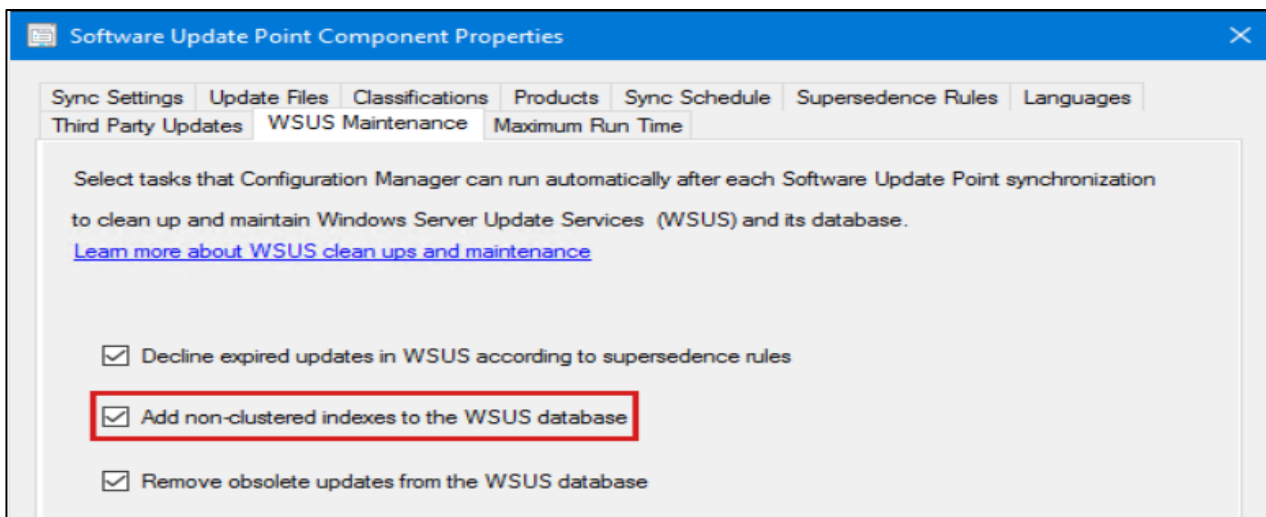 Software Update Point Component Properties
Sync Settings Update Files Classifications Products Sync Schedule Supersedence Rules Languages
Third Party Updates WSUS Maintenance Maximum Run Time
Select tasks that Configuration Manager can run automatically after each Software Update Point synchronization
to clean up and maintain Windows Server Update Services (WSUS) and its database.
Learn more about WSUS clean ups and maintenance
Decline expired updates in WSUS according to supersedence rules
Add non-clustered indexes to the WSUS database
Remove obsolete updates from the WSUS database